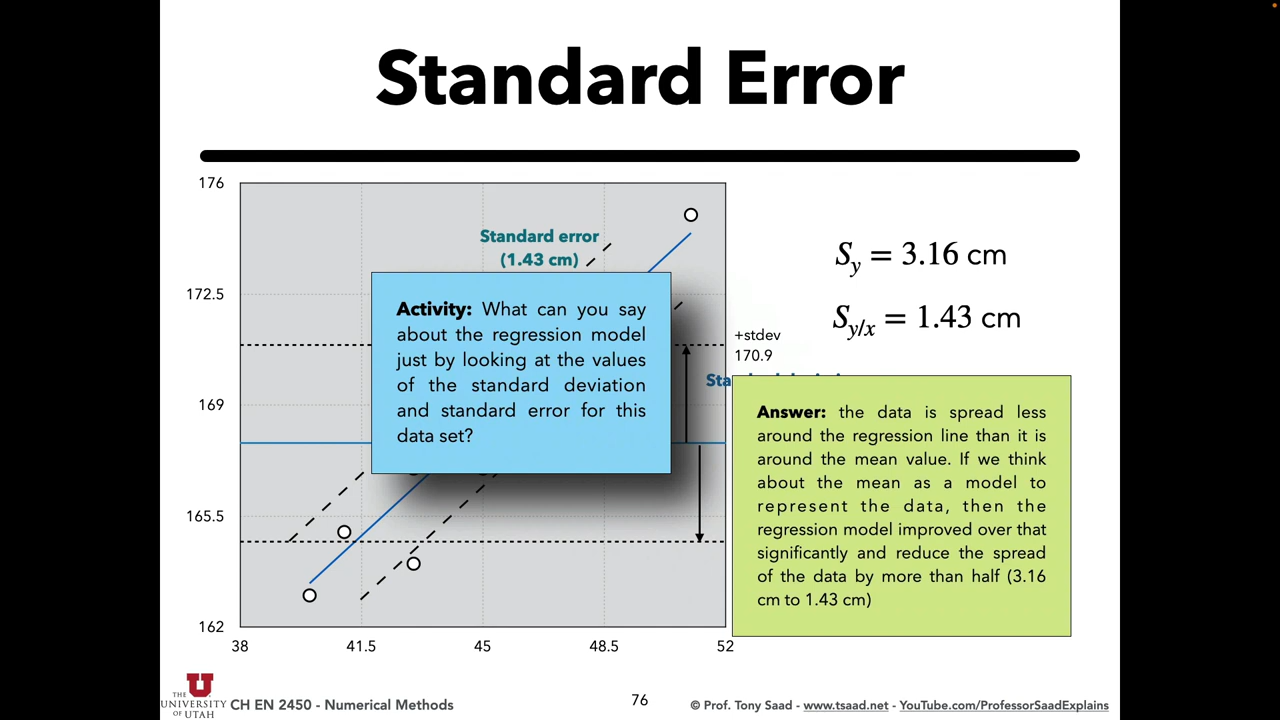 Standard Error
176
172.5
169
165.5
162
38
41.5
45
48.5
52
Standard error
(1.43 cm)
Activity: What can you say
about the regression model
just by looking at the values
of the standard deviation
and standard error for this
data set?
+stdev
170.9
Sy = 3.16 cm
Sy/x = 1.43 cm
Answer: the data is spread less
around the regression line than it is
around the mean value. If we think
about the mean as a model to
represent the data, then the
regression model improved over that
significantly and reduce the spread
of the data by more than half (3.16
cm to 1.43 cm)
U
THE
UNIVERSITY
OF UTAH
CH EN 2450 - Numerical Methods
76
© Prof. Tony Saad - www.tsaad.net - YouTube.com/ProfessorSaadExplains